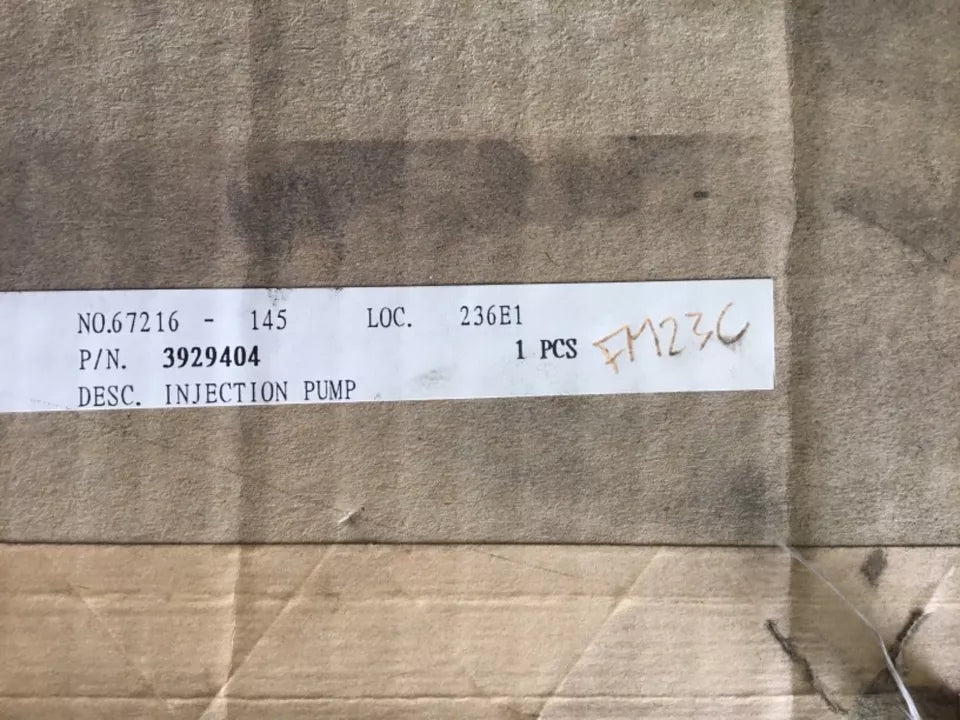 NO.67216 - 145 LOC. 236E1
P/N. 3929404 1 PCS FM236
DESC. INJECTION PUMP